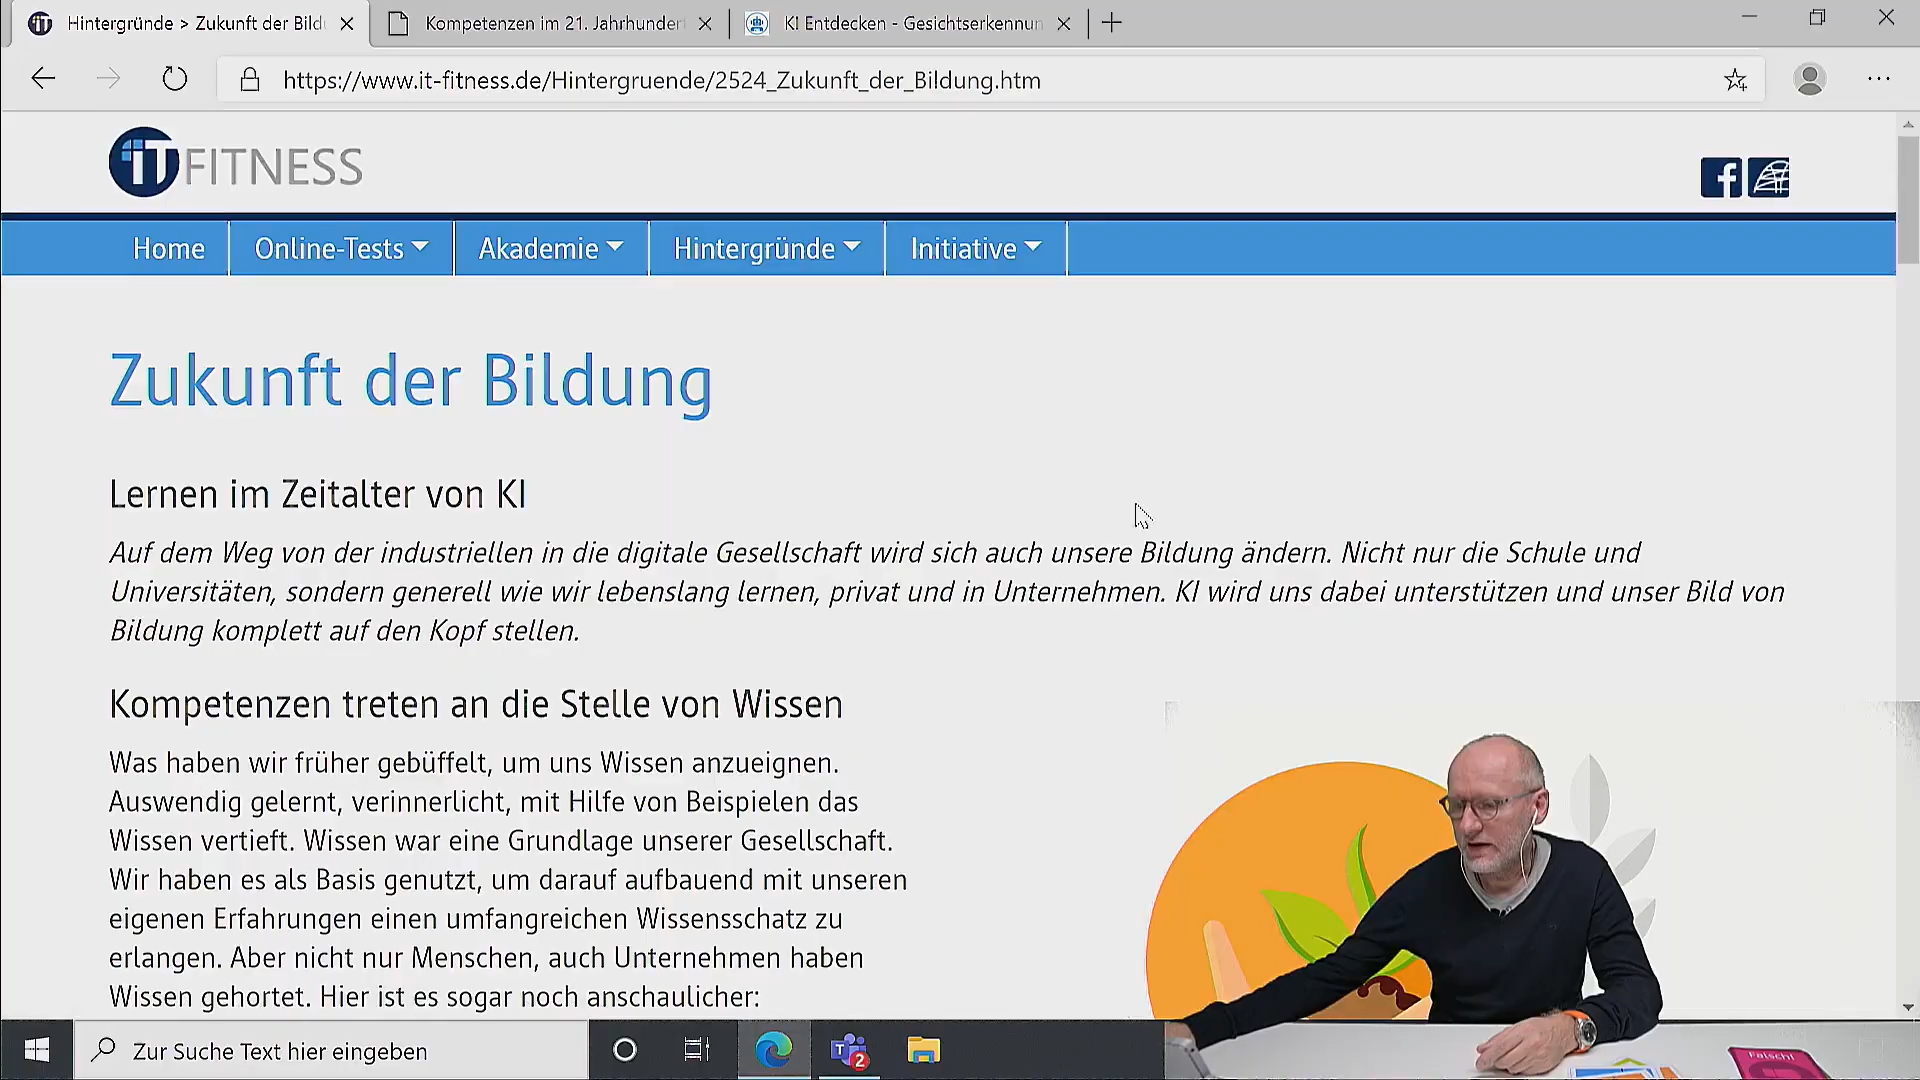 Hintergründe > Zukunft der Bild
Kompetenzen im 21. Jahrhunder
KI Entdecken - Gesichtserkennun
https://www.it-fitness.de/Hintergruende/2524_Zukunft_der_Bildung.htm
iT FITNESS
Home
Online-Tests
Akademie
Hintergründe
Initiative
Zukunft der Bildung
Lernen im Zeitalter von KI
Auf dem Weg von der industriellen in die digitale Gesellschaft wird sich auch unsere Bildung ändern. Nicht nur die Schule und
Universitäten, sondern generell wie wir lebenslang lernen, privat und in Unternehmen. KI wird uns dabei unterstützen und unser Bild von
Bildung komplett auf den Kopf stellen.
Kompetenzen treten an die Stelle von Wissen
Was haben wir früher gebüffelt, um uns Wissen anzueignen.
Auswendig gelernt, verinnerlicht, mit Hilfe von Beispielen das
Wissen vertieft. Wissen war eine Grundlage unserer Gesellschaft.
Wir haben es als Basis genutzt, um darauf aufbauend mit unseren
eigenen Erfahrungen einen umfangreichen Wissensschatz zu
erlangen. Aber nicht nur Menschen, auch Unternehmen haben
Wissen gehortet. Hier ist es sogar noch anschaulicher:
Falsch!
Zur Suche Text hier eingeben
2